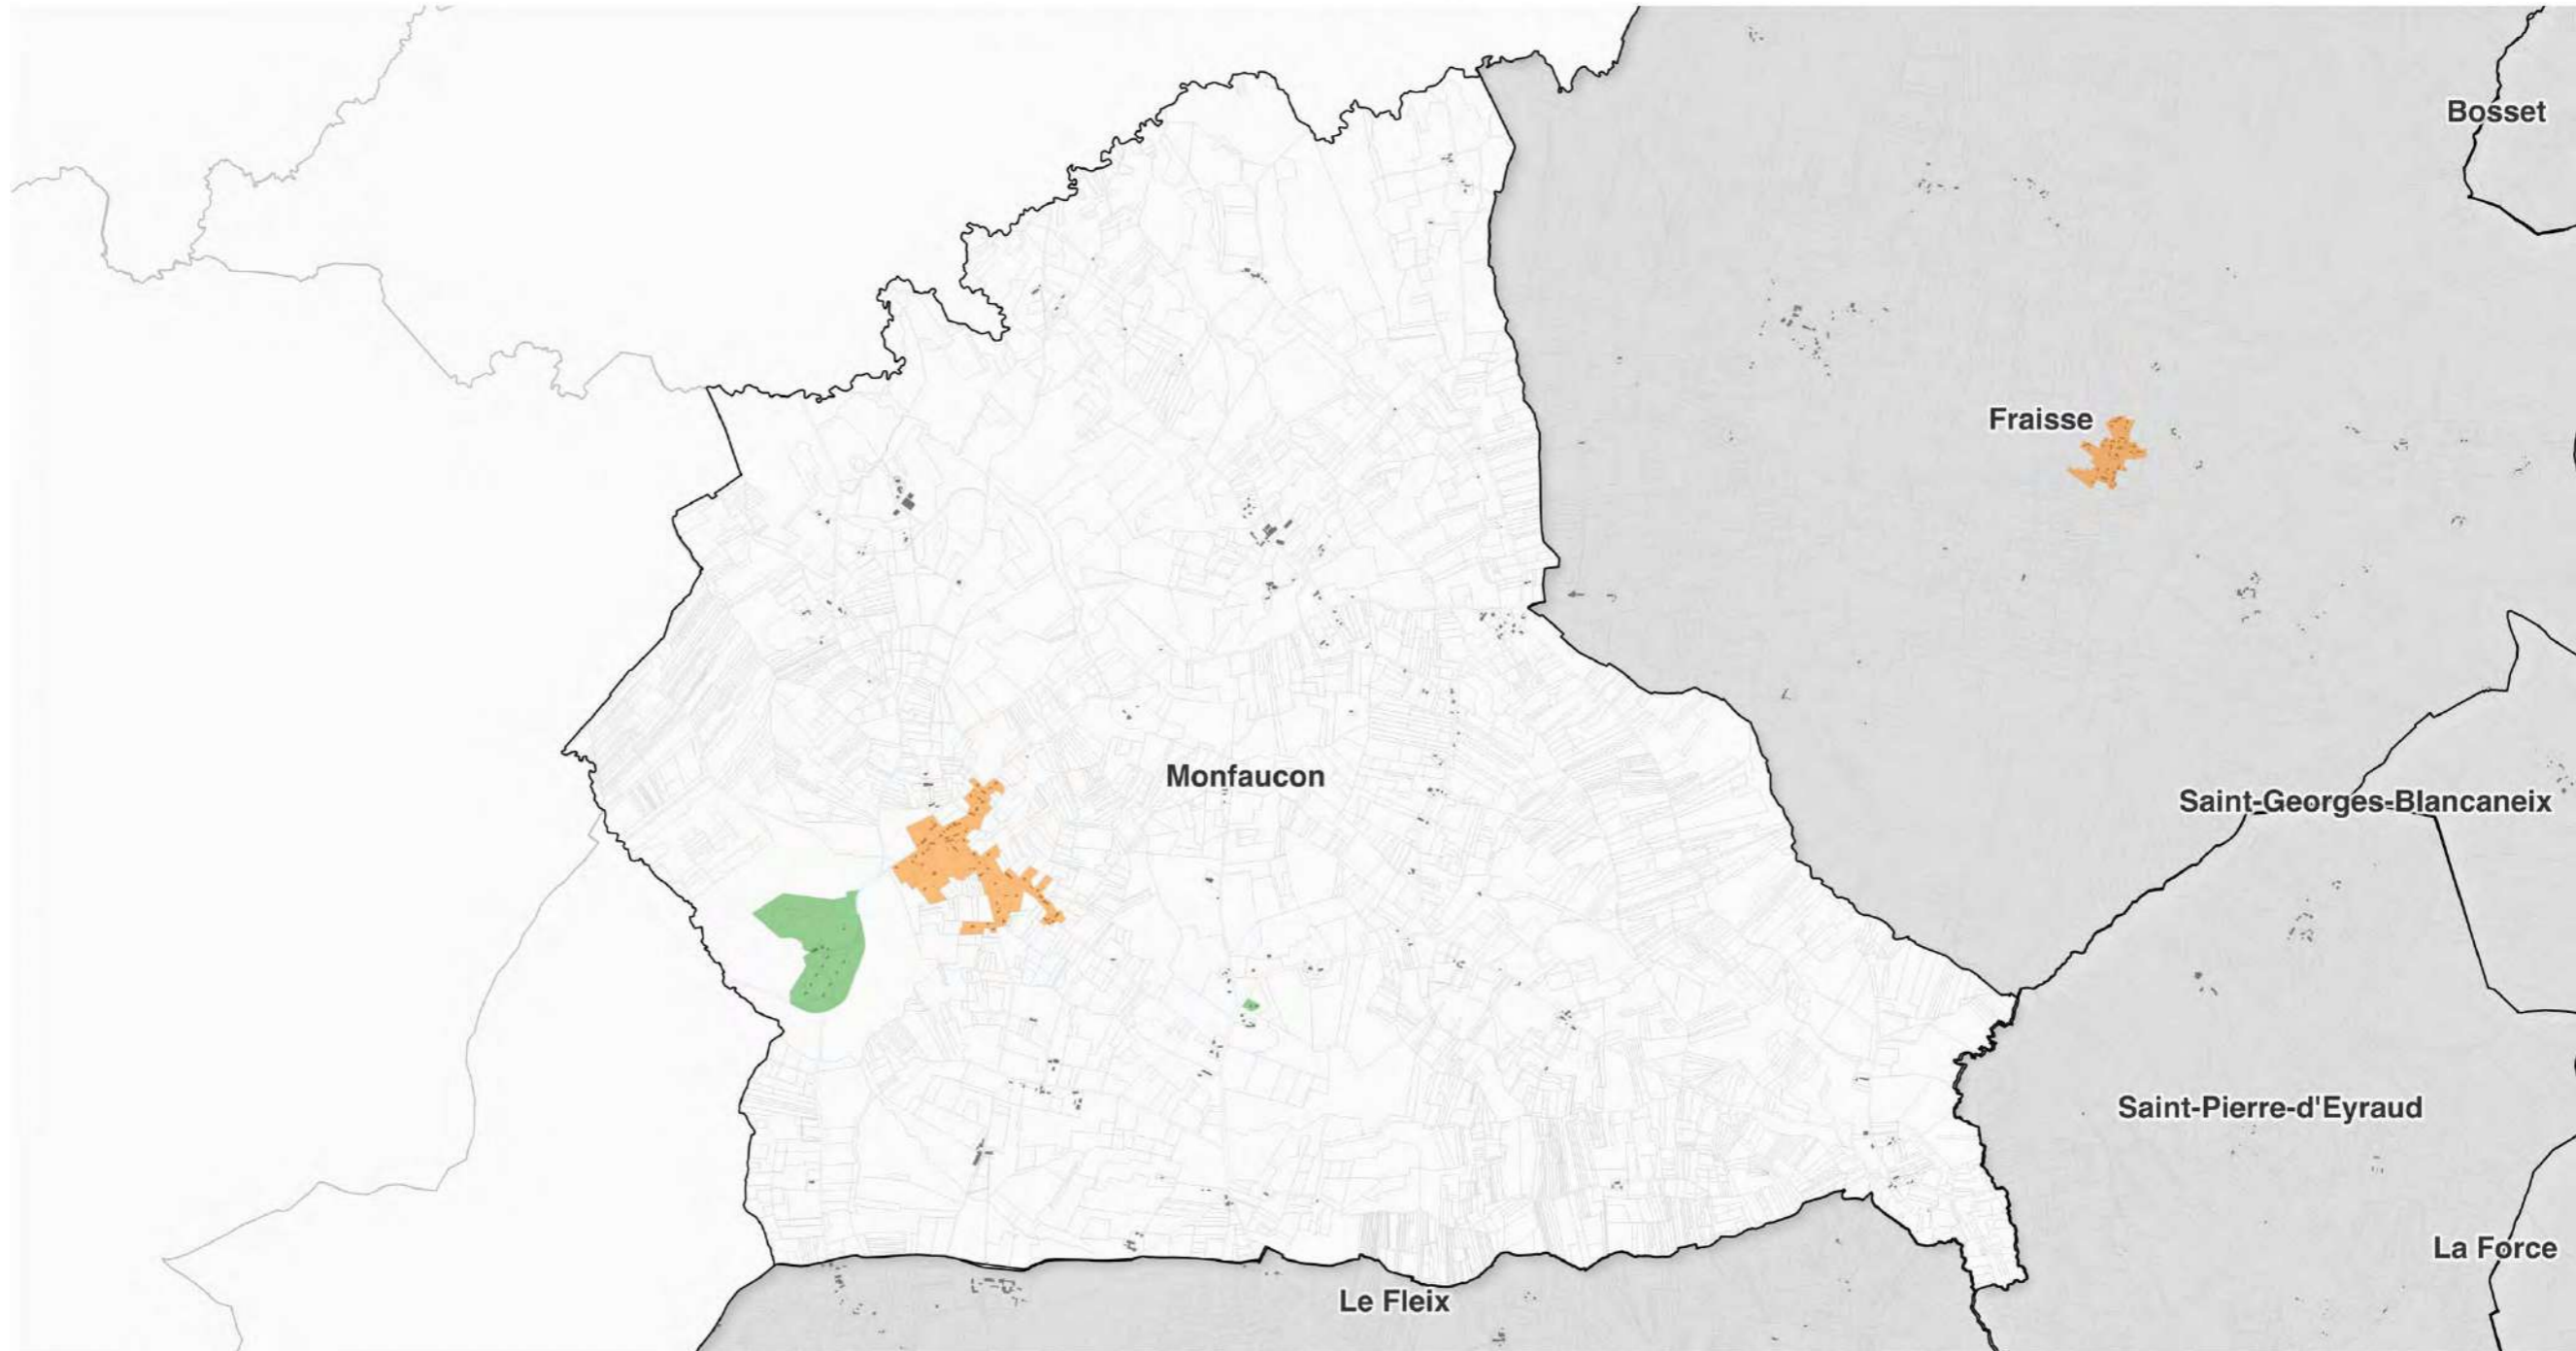 Bosset
Fraisse
Monfaucon
Saint-Georges-Blancaneix
Saint-Pierre-d'Eyraud
La Force
Le Fleix